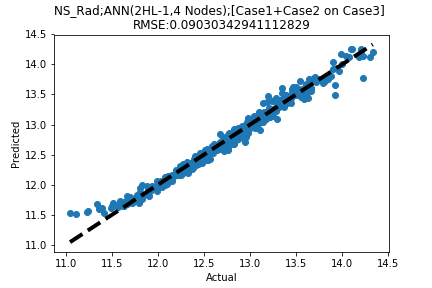 NS_Rad;ANN(2HL-1,4 Nodes);[Case1+Case2 on Case3]
RMSE:0.09030342941112829
14.5
14.0
13.5
13.0
12.5
12.0
11.5
11.0
Predicted
11.0 11.5 12.0 12.5 13.0 13.5 14.0 14.5
Actual